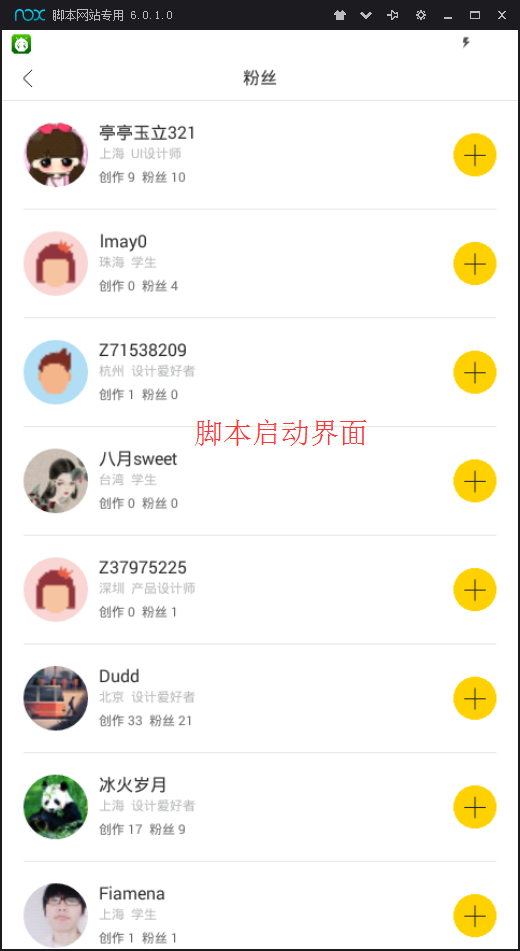 nox 脚本网站专用 6.0.1.0
粉丝
亭亭玉立321
上海 UI设计师
创作 9 粉丝 10
lmay0
珠海 学生
创作 0 粉丝 4
Z71538209
杭州 设计爱好者
创作 1 粉丝 0
脚本启动界面
八月sweet
台湾 学生
创作 0 粉丝 0
Z37975225
深圳 产品设计师
创作 0 粉丝 1
Dudd
北京 设计爱好者
创作 33 粉丝 21
冰火岁月
上海 设计爱好者
创作 17 粉丝 9
Fiamena
上海 学生
创作 1 粉丝 1